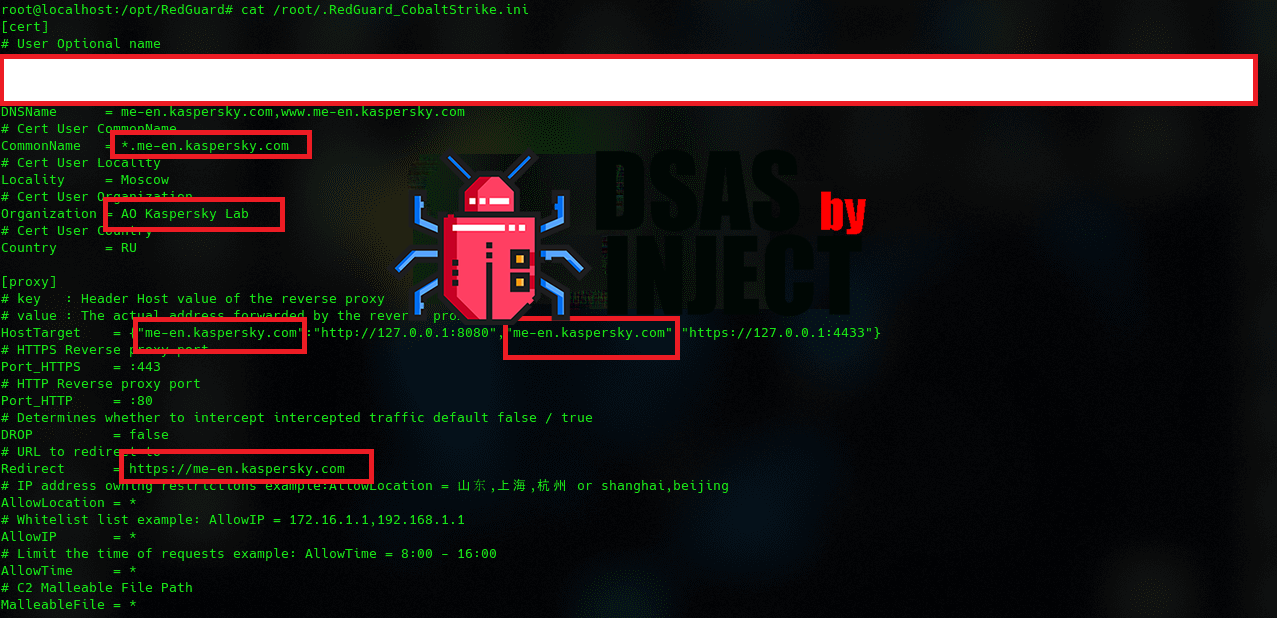 root@localhost:/opt/RedGuard# cat /root/.RedGuard_CobaltStrike.ini
[cert]
# User Optional name
DNSName      = me-en.kaspersky.com,www.me-en.kaspersky.com
# Cert User CommonName
CommonName   = *.me-en.kaspersky.com
# Cert User Locality
Locality     = Moscow
# Cert User Organization
Organization = AO Kaspersky Lab
# Cert User Country
Country      = RU
[proxy]
# key   : Header Host value of the reverse proxy
# value : The actual address forwarded by the rever
HostTarget    = {"me-en.kaspersky.com":"http://127.0.0.1:8080","me-en.kaspersky.com" "https://127.0.0.1:4433"}
# HTTPS Reverse proxy port
Port_HTTPS    = :443
# HTTP Reverse proxy port
Port_HTTP     = :80
# Determines whether to intercept intercepted traffic default false / true
DROP          = false
# URL to redirect to
Redirect      = https://me-en.kaspersky.com
# IP address owning restrictions example:AllowLocation = 山东,上海,杭州 or shanghai,beijing
AllowLocation = *
# Whitelist list example: AllowIP = 172.16.1.1,192.168.1.1
AllowIP       = *
# Limit the time of requests example: AllowTime = 8:00 - 16:00
AllowTime     = *
# C2 Malleable File Path
MalleableFile = *
DSAS
by
INJECT